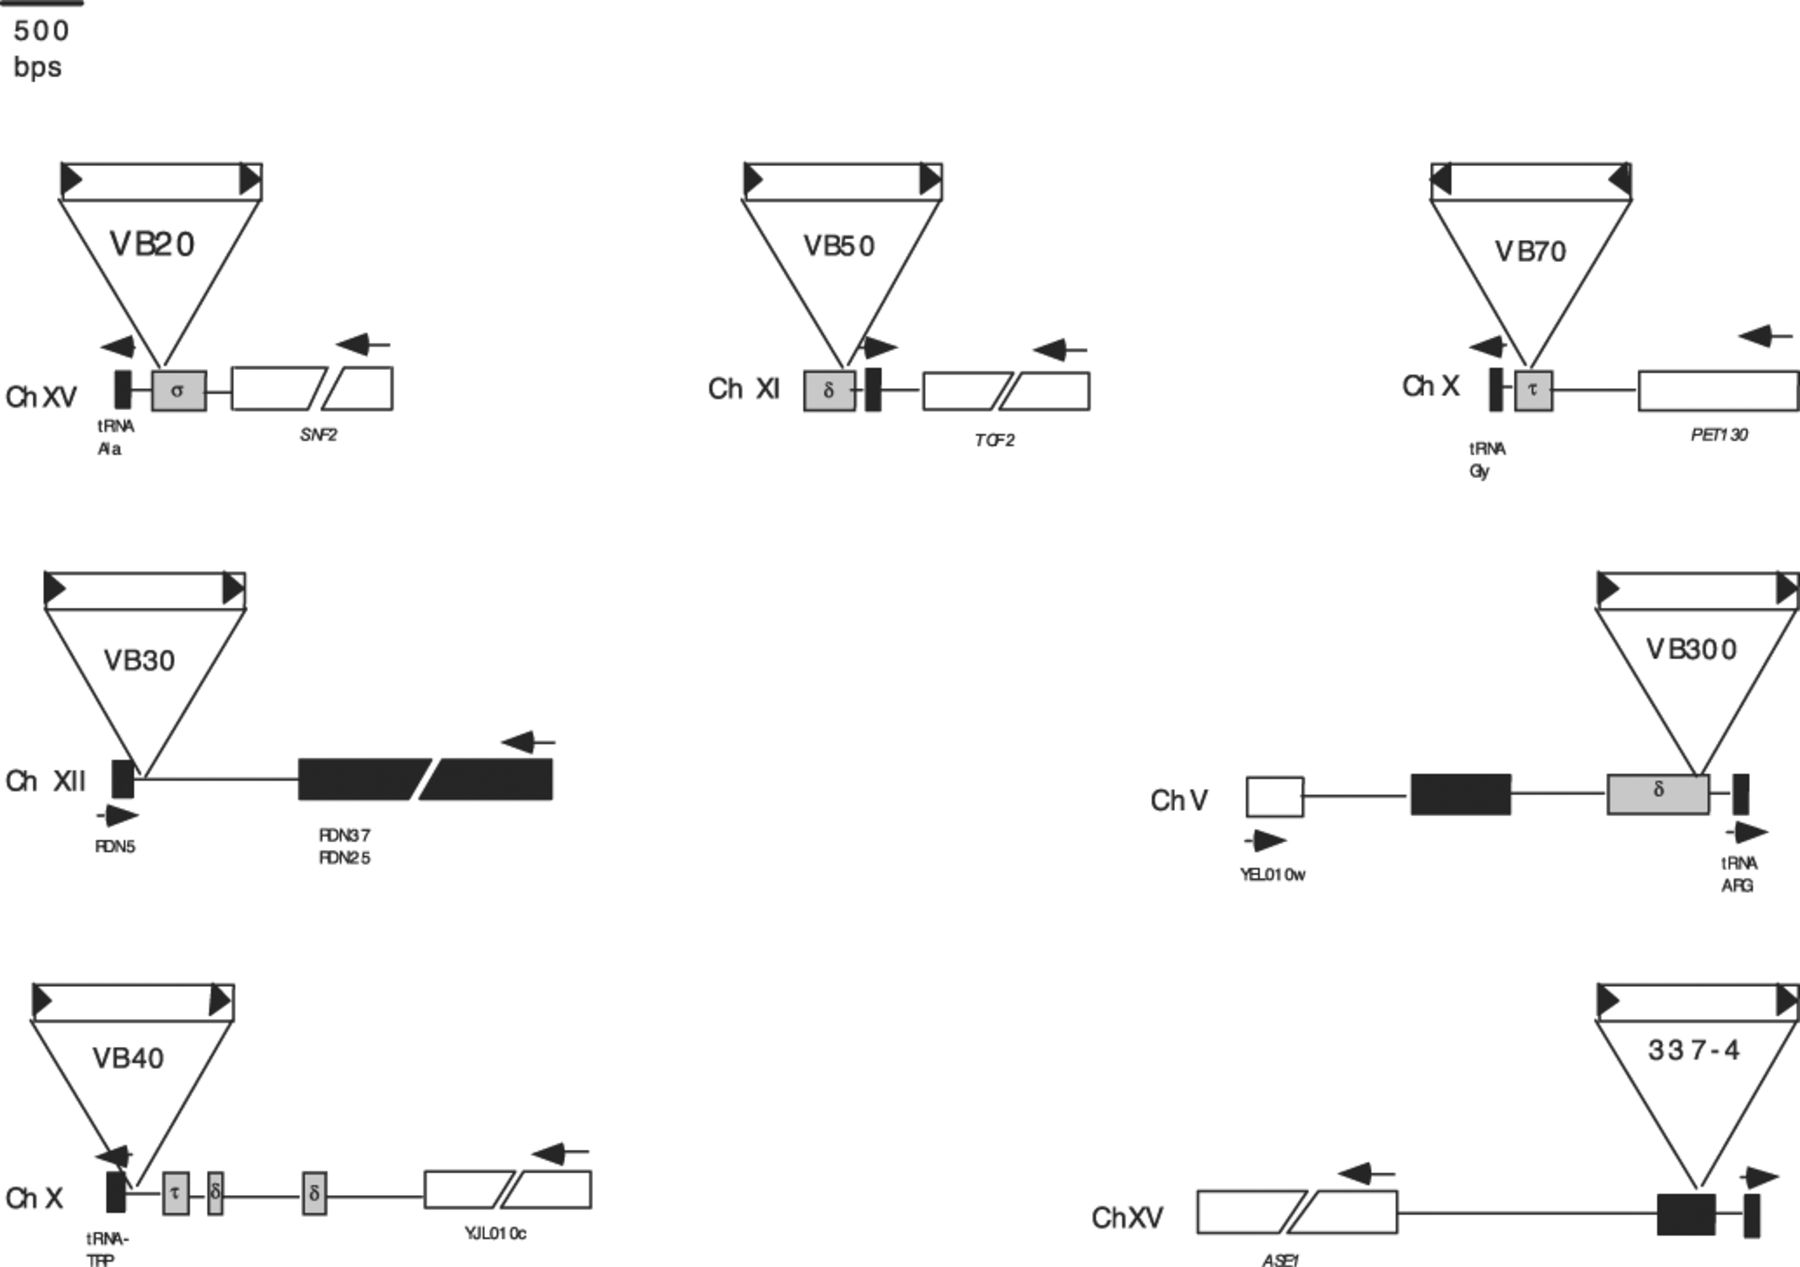 500
bps
VB20
VB50
VB70
Ch XV
σ
tRNA
Ala
SNF2
Ch XI
δ
TOF2
Ch X
τ
tRNA
Gly
PET130
VB30
VB300
Ch XII
RDN5
RDN37
RDN25
Ch V
δ
YEL010w
tRNA
ARG
VB40
337-4
Ch X
τ
δ
δ
tRNA-
TRP
YJL010c
ChXV
ASE1